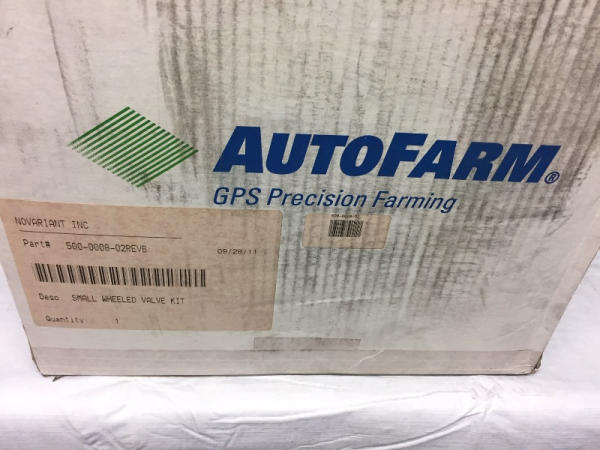 AUTOFARM®
GPS Precision Farming
NOVARIANT INC
Part# 500-0008-02REVB 09/28/11
Desc SMALL WHEELED VALVE KIT
Quantity: 1